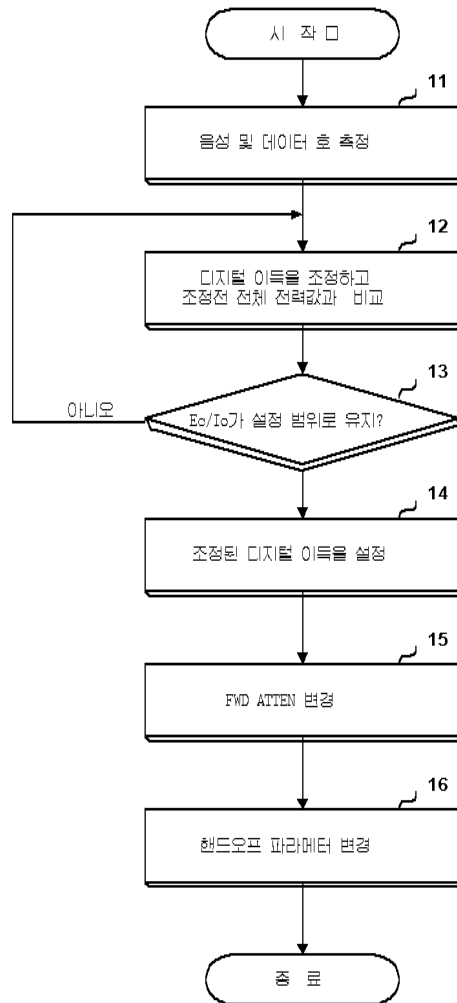 시 작 ㅁ
11
음성 및 데이터 호 측정
12
디지털 이득을 조정하고
조정전 전체 전력값과 비교
13
아니오
Ec/Io가 설정 범위로 유지?
14
조정된 디지털 이득을 설정
15
FWD ATTEN 변경
16
핸드오프 파라메터 변경
종 료